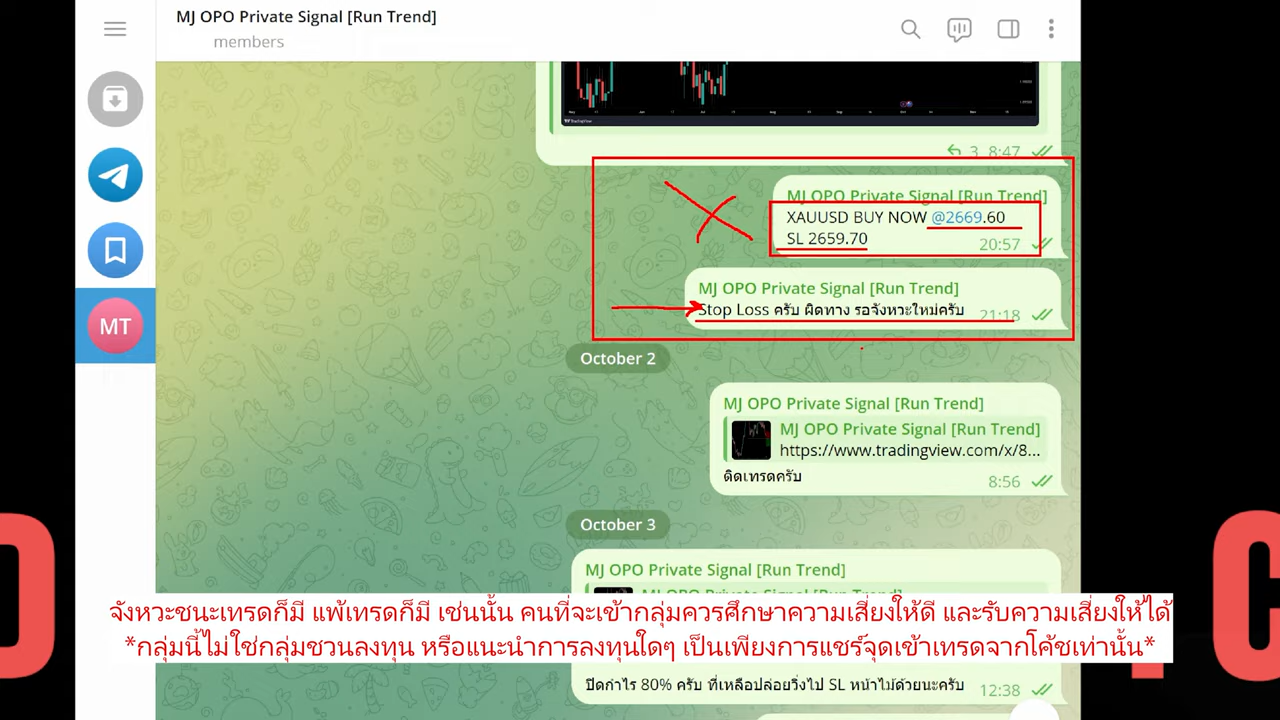 MJ OPO Private Signal [Run Trend]
members
TradingView
3 8:47
MJ OPO Private Signal [Run Trend]
XAUUSD BUY NOW @2669.60
SL 2659.70
20:57
MJ OPO Private Signal [Run Trend]
Stop Loss ครับ ผิดทาง รอจังหวะใหม่ครับ
21:18
MT
October 2
MJ OPO Private Signal [Run Trend]
MJ OPO Private Signal [Run Trend]
https://www.tradingview.com/x/8...
ติดเทรดครับ
8:56
October 3
MJ OPO Private Signal [Run Trend]
จังหวะชนะเทรดก็มี แพ้เทรดก็มี เช่นนั้น คนที่จะเข้ากลุ่มควรศึกษาความเสี่ยงให้ดี และรับความเสี่ยงให้ได้
*กลุ่มนี้ไม่ใช่กลุ่มชวนลงทุน หรือแนะนำการลงทุนใดๆ เป็นเพียงการแชร์จุดเข้าเทรดจากโค้ชเท่านั้น*
ปิดกำไร 80% ครับ ที่เหลือปล่อยวิ่งไป SL หน้าไม้ด้วยนะครับ
12:38